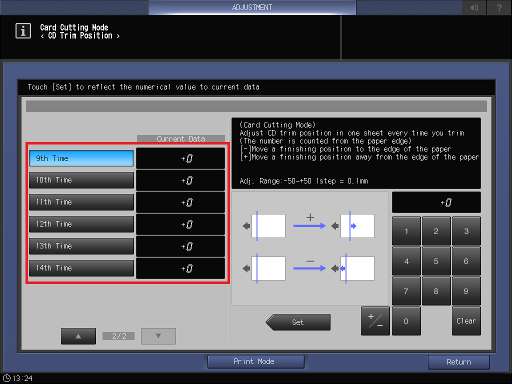 ADJUSTMENT
?
i
Card Cutting Mode
< CD Trim Position >
Touch [Set] to reflect the numerical value to current data
Current Data
9th Time +0
10th Time +0
11th Time +0
12th Time +0
13th Time +0
14th Time +0
(Card Cutting Mode)
Adjust CD trim position in one sheet every time you trim
(The number is counted from the paper edge)
[-]Move a finishing position to the edge of the paper
[+]Move a finishing position away from the edge of the paper
Adj. Range:-50~+50 1step = 0.1mm
+
−
+0
1 2 3
4 5 6
7 8 9
+/− 0 Clear
Set
2/2
Print Mode
Return
13:24